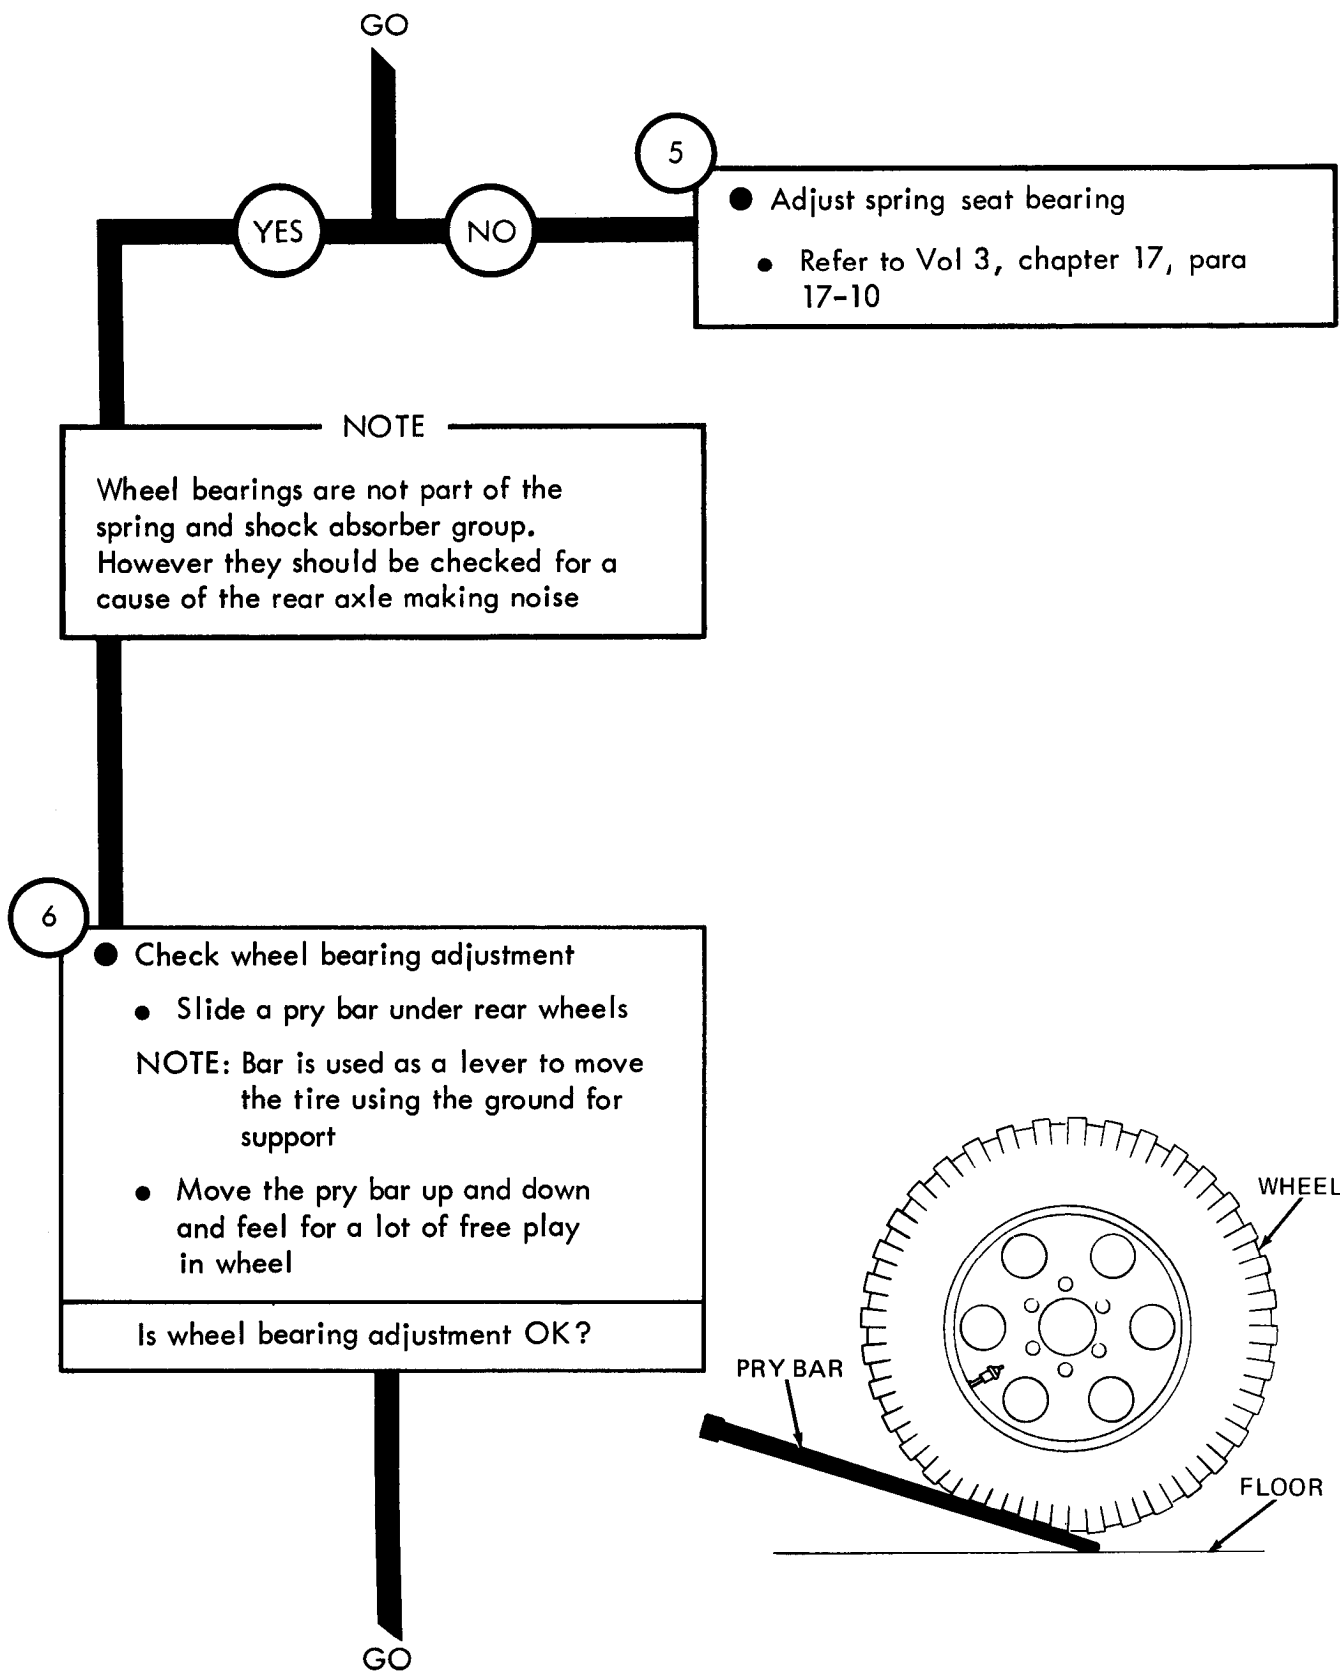 GO
5
YES
NO
● Adjust spring seat bearing
● Refer to Vol 3, chapter 17, para
17-10
NOTE
Wheel bearings are not part of the
spring and shock absorber group.
However they should be checked for a
cause of the rear axle making noise
6
● Check wheel bearing adjustment
● Slide a pry bar under rear wheels
NOTE: Bar is used as a lever to move
the tire using the ground for
support
● Move the pry bar up and down
and feel for a lot of free play
in wheel
Is wheel bearing adjustment OK?
WHEEL
PRY BAR
FLOOR
GO